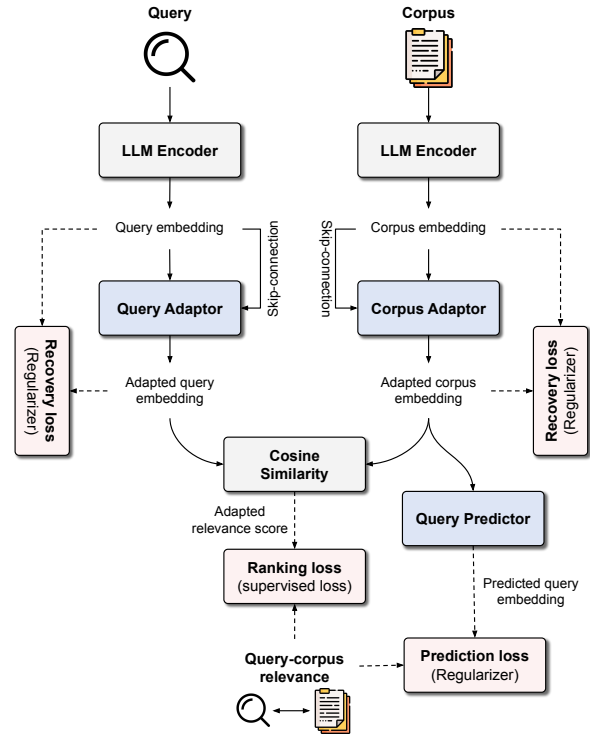 Query
Corpus
LLM Encoder
LLM Encoder
Query embedding
Corpus embedding
Skip-connection
Skip-connection
Query Adaptor
Corpus Adaptor
Recovery loss
(Regularizer)
Adapted query
embedding
Adapted corpus
embedding
Recovery loss
(Regularizer)
Cosine
Similarity
Adapted
relevance score
Query Predictor
Ranking loss
(supervised loss)
Predicted query
embedding
Query-corpus
relevance
Prediction loss
(Regularizer)